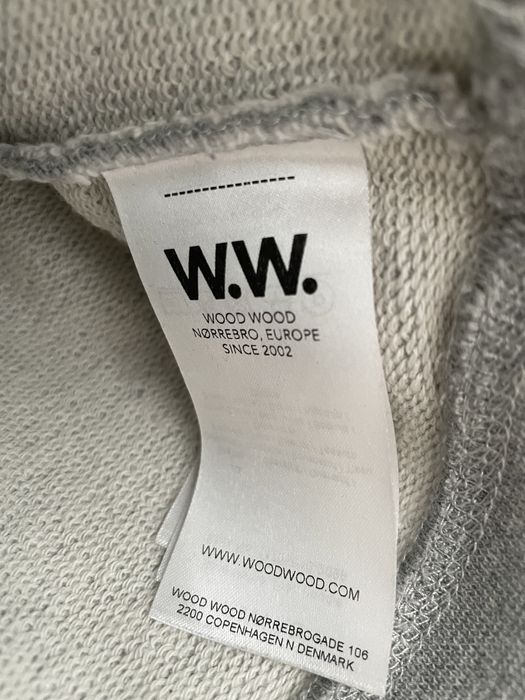 W.W.
WOOD WOOD
NØRREBRO, EUROPE
SINCE 2002
WWW.WOODWOOD.COM
WOOD WOOD NØRREBROGADE 106
2200 COPENHAGEN N DENMARK